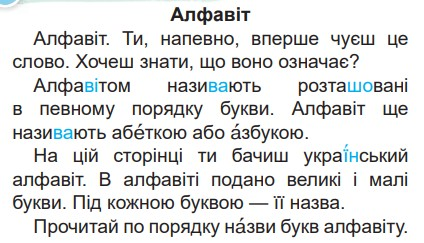 Алфавіт
Алфавіт. Ти, напевно, вперше чуєш це
слово. Хочеш знати, що воно означає?
Алфавітом називають розташовані
в певному порядку букви. Алфавіт ще
називають абе́ткою або а́збукою.
На цій сторінці ти бачиш украї́нський
алфавіт. В алфавіті подано великі і малі
букви. Під кожною буквою — її назва.
Прочитай по порядку на́зви букв алфавіту.